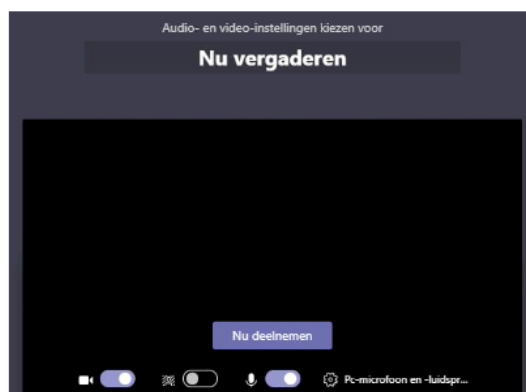 Audio- en video-instellingen kiezen voor
Nu vergaderen
Nu deelnemen
Pc-microfoon en -luidspr...